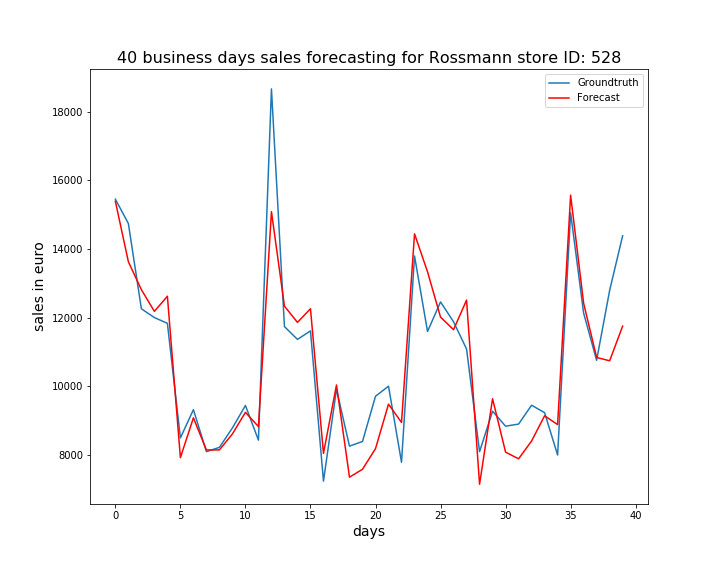 40 business days sales forecasting for Rossmann store ID: 528
Groundtruth
Forecast
sales in euro
18000
16000
14000
12000
10000
8000
0 5 10 15 20 25 30 35 40
days